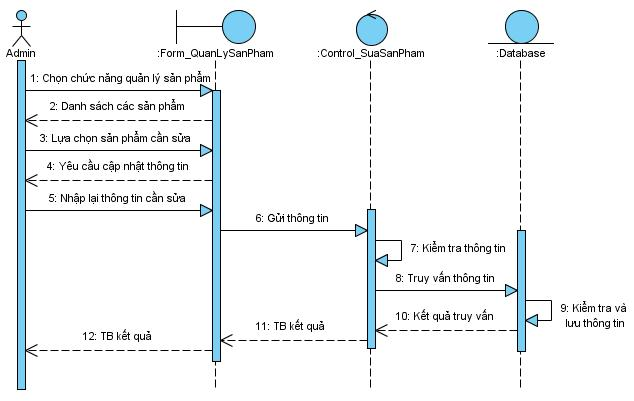 Admin
:Form_QuanLySanPham
:Control_SuaSanPham
:Database
1: Chọn chức năng quản lý sản phẩm
2: Danh sách các sản phẩm
3: Lựa chọn sản phẩm cần sửa
4: Yêu cầu cập nhật thông tin
5: Nhập lại thông tin cần sửa
6: Gửi thông tin
7: Kiểm tra thông tin
8: Truy vấn thông tin
9: Kiểm tra và
lưu thông tin
10: Kết quả truy vấn
11: TB kết quả
12: TB kết quả